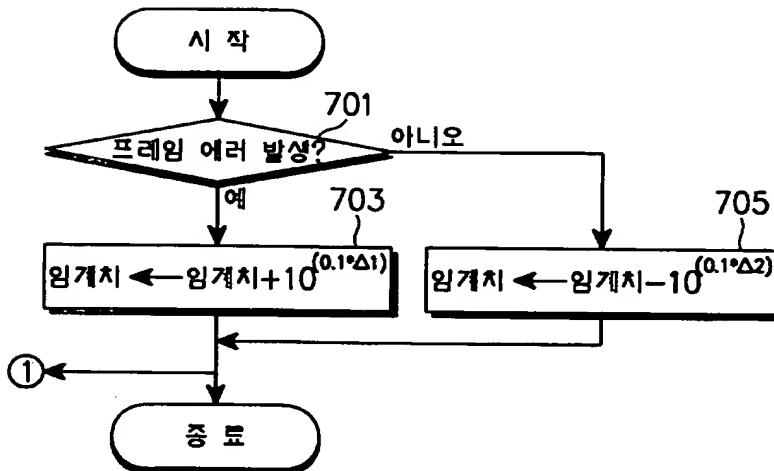 시 작
701
프레임 에러 발생?
아니오
예
703
705
임계치 ← 임계치+10^(0.1*Δ1)
임계치 ← 임계치-10^(0.1*Δ2)
1
종 료